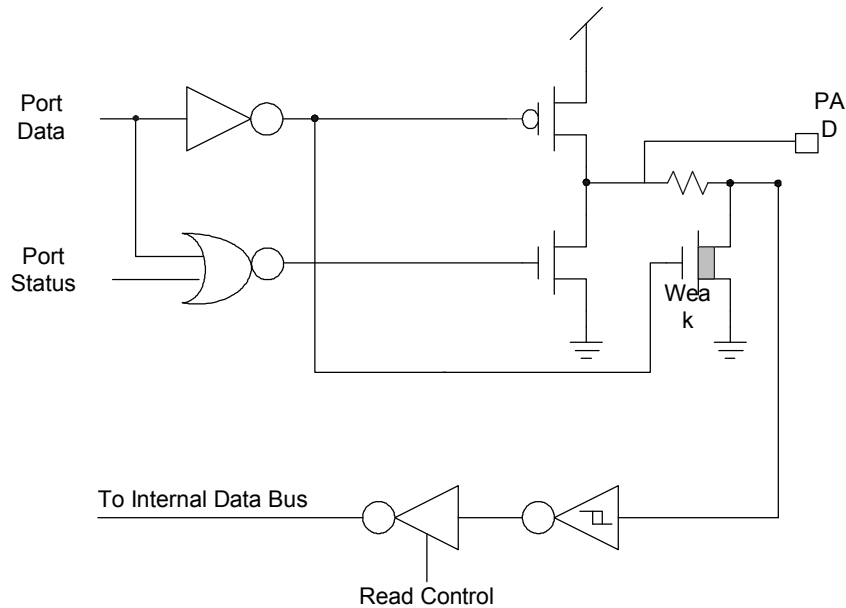 Port
Data
PA
D
Port
Status
Wea
k
To Internal Data Bus
Read Control